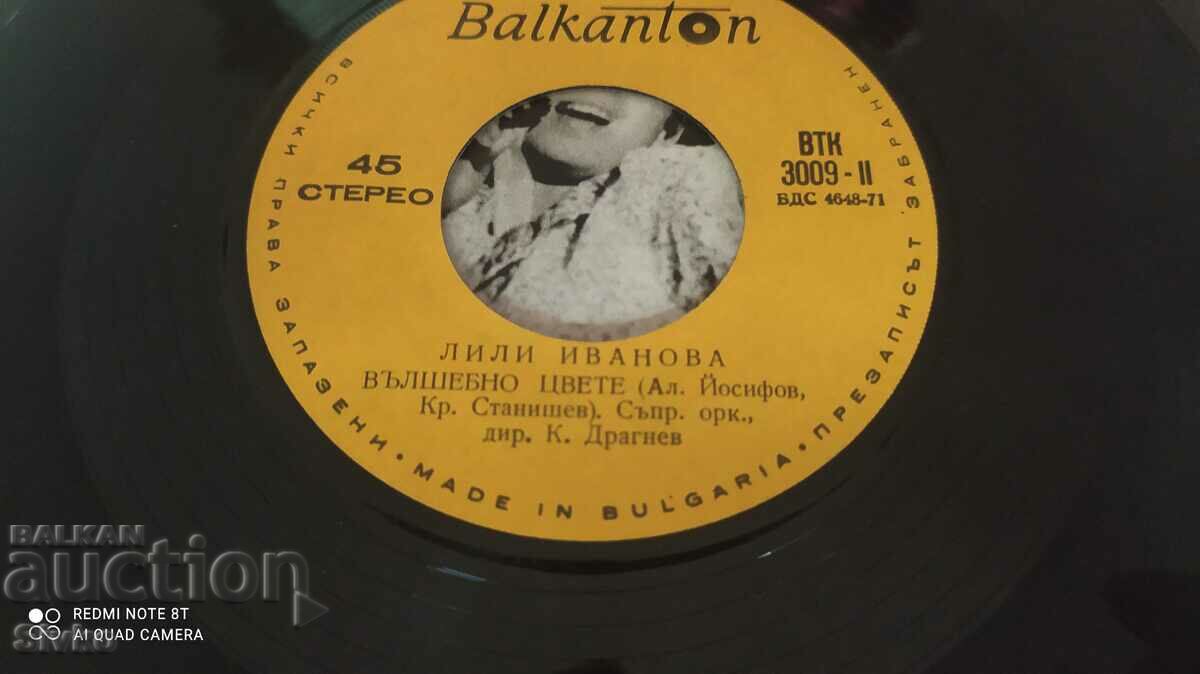 Balkanton
ВСИЧКИ ПРАВА ЗАПАЗЕНИ · MADE IN BULGARIA · ПРЕЗАПИСЪТ ЗАБРАНЕН
45
СТЕРЕО
ВТК
3009-II
БДС 4648-71
ЛИЛИ ИВАНОВА
ВЪЛШЕБНО ЦВЕТЕ (Ал. Йосифов,
Кр. Станишев). Съпр. орк.,
дир. К. Драгнев
BALKAN
auction
REDMI NOTE 8T
AI QUAD CAMERA
Sivko